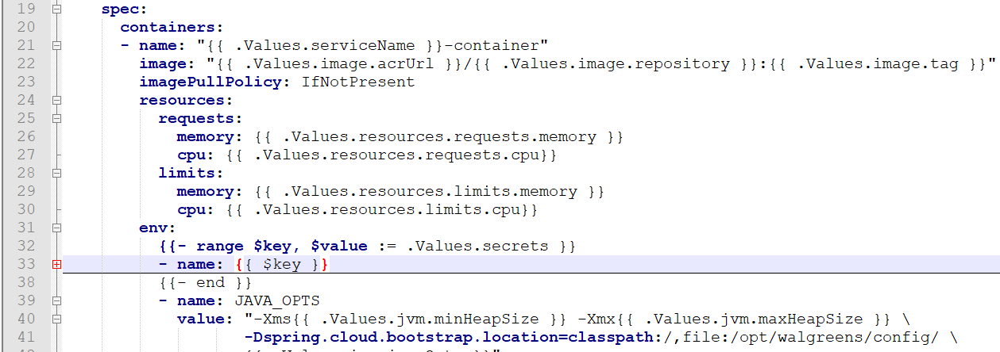 19 spec:
20 containers:
21 - name: "{{ .Values.serviceName }}-container"
22 image: "{{ .Values.image.acrUrl }}/{{ .Values.image.repository }}:{{ .Values.image.tag }}"
23 imagePullPolicy: IfNotPresent
24 resources:
25 requests:
26 memory: {{ .Values.resources.requests.memory }}
27 cpu: {{ .Values.resources.requests.cpu}}
28 limits:
29 memory: {{ .Values.resources.limits.memory }}
30 cpu: {{ .Values.resources.limits.cpu}}
31 env:
32 {{- range $key, $value := .Values.secrets }}
33 - name: {{ $key }}
38 {{- end }}
39 - name: JAVA_OPTS
40 value: "-Xms{{ .Values.jvm.minHeapSize }} -Xmx{{ .Values.jvm.maxHeapSize }} \
41 -Dspring.cloud.bootstrap.location=classpath:/,file:/opt/walgreens/config/ \